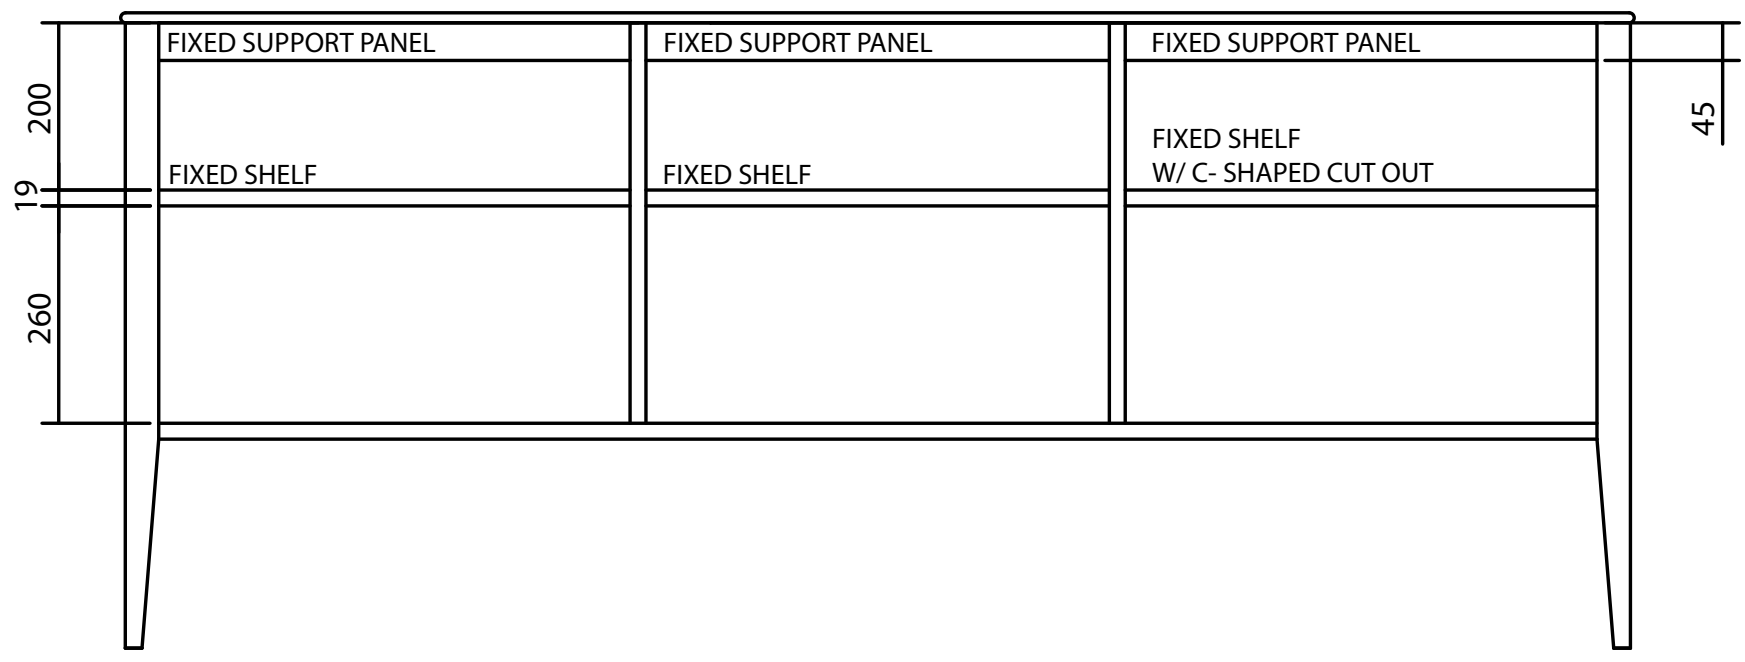 FIXED SUPPORT PANEL
FIXED SUPPORT PANEL
FIXED SUPPORT PANEL
200
45
FIXED SHELF
W/ C- SHAPED CUT OUT
FIXED SHELF
FIXED SHELF
19
260